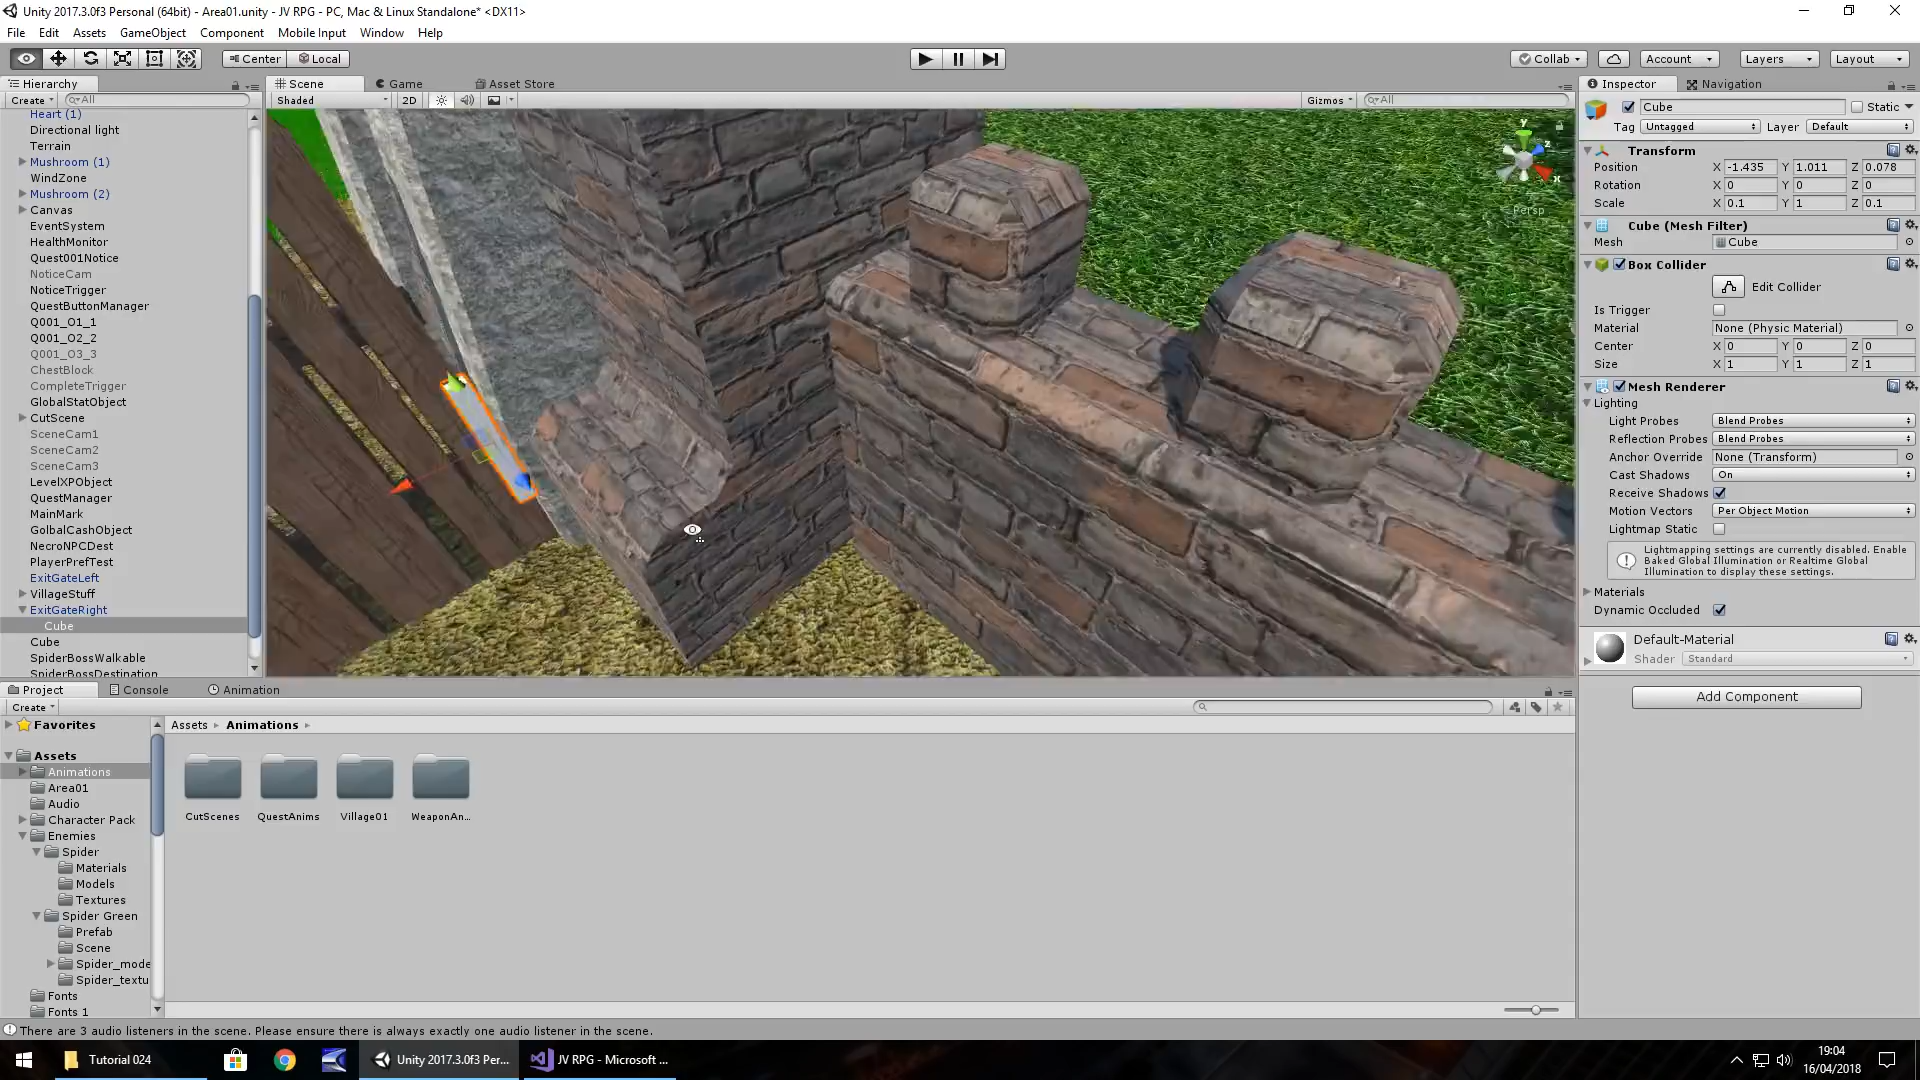 Unity 2017.3.0f3 Personal (64bit) - Area01.unity - JV RPG - PC, Mac & Linux Standalone* <DX11>
File Edit Assets GameObject Component Mobile Input Window Help
Center Local Collab Account Layers Layout
Hierarchy Scene Game Asset Store Inspector Navigation
Create All Shaded 2D Gizmos All
Heart (1)
Directional light
Terrain
Mushroom (1)
WindZone
Mushroom (2)
Canvas
EventSystem
HealthMonitor
Quest001Notice
NoticeCam
NoticeTrigger
QuestButtonManager
Q001_O1_1
Q001_O2_2
Q001_O3_3
ChestBlock
CompleteTrigger
GlobalStatObject
CutScene
SceneCam1
SceneCam2
SceneCam3
LevelXPObject
QuestManager
MainMark
GolbalCashObject
NecroNPCDest
PlayerPrefTest
ExitGateLeft
VillageStuff
ExitGateRight
Cube
Cube
SpiderBossWalkable
SpiderBossDestination
y
z
x
Persp
Cube Static
Tag Untagged Layer Default
Transform
Position X -1.435 Y 1.011 Z 0.078
Rotation X 0 Y 0 Z 0
Scale X 0.1 Y 1 Z 0.1
Cube (Mesh Filter)
Mesh Cube
Box Collider
Edit Collider
Is Trigger
Material None (Physic Material)
Center X 0 Y 0 Z 0
Size X 1 Y 1 Z 1
Mesh Renderer
Lighting
Light Probes Blend Probes
Reflection Probes Blend Probes
Anchor Override None (Transform)
Cast Shadows On
Receive Shadows
Motion Vectors Per Object Motion
Lightmap Static
Lightmapping settings are currently disabled. Enable
Baked Global Illumination or Realtime Global
Illumination to display these settings.
Materials
Dynamic Occluded
Default-Material
Shader Standard
Add Component
Project Console Animation
Create
Favorites
Assets
Animations
Area01
Audio
Character Pack
Enemies
Spider
Materials
Models
Textures
Spider Green
Prefab
Scene
Spider_mode
Spider_textu
Fonts
Fonts 1
Assets Animations
CutScenes QuestAnims Village01 WeaponAn...
There are 3 audio listeners in the scene. Please ensure there is always exactly one audio listener in the scene.
Tutorial 024 Unity 2017.3.0f3 Per... JV RPG - Microsoft ...
19:04
16/04/2018